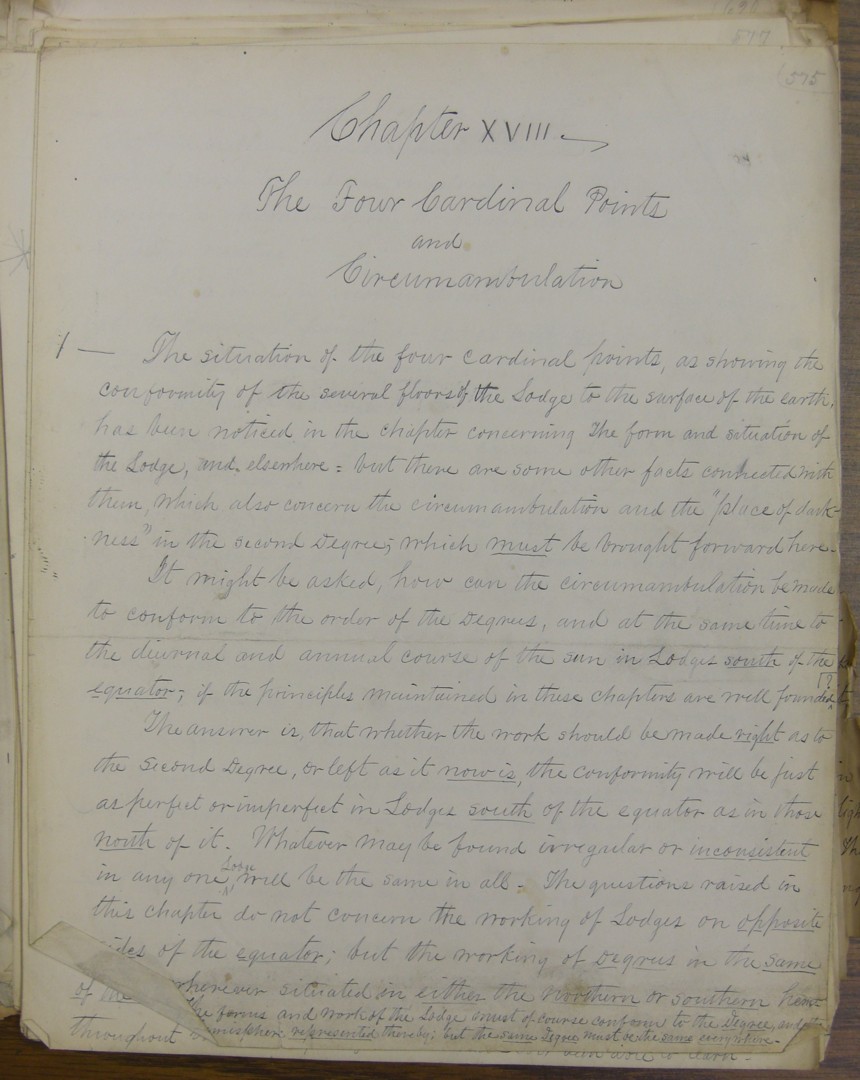 577
575
Chapter XVIII
The Four Cardinal Points
and
Circumambulation
1 — The situation of the four cardinal points, as showing the
conformity of the several floors of the Lodge to the surface of the earth,
has been noticed in the chapter concerning The form and situation of
the Lodge, and elsewhere = but there are some other facts connected with
them, which also concern the circumambulation and the "place of dark-
ness" in the second Degree; which must be brought forward here.
It might be asked, how can the circumambulation be made
to conform to the order of the Degrees, and at the same time to
the diurnal and annual course of the sun in Lodges south of the
equator; if the principles maintained in these chapters are well founded?
The answer is, that whether the work should be made right as to
the Second Degree, or left as it now is, the conformity will be just
as perfect or imperfect in Lodges south of the equator as in those
north of it. Whatever may be found irregular or inconsistent
in any one Lodge will be the same in all - The questions raised in
this chapter do not concern the working of Lodges on opposite
sides of the equator; but the working of Degrees in the same
of the wherever situated in either the northern or southern hemi-
The forms and work of the Lodge must of course conform to the Degree, and the
throughout hemisphere, represented thereby; but the same Degree must be the same everywhere.
been able to learn.